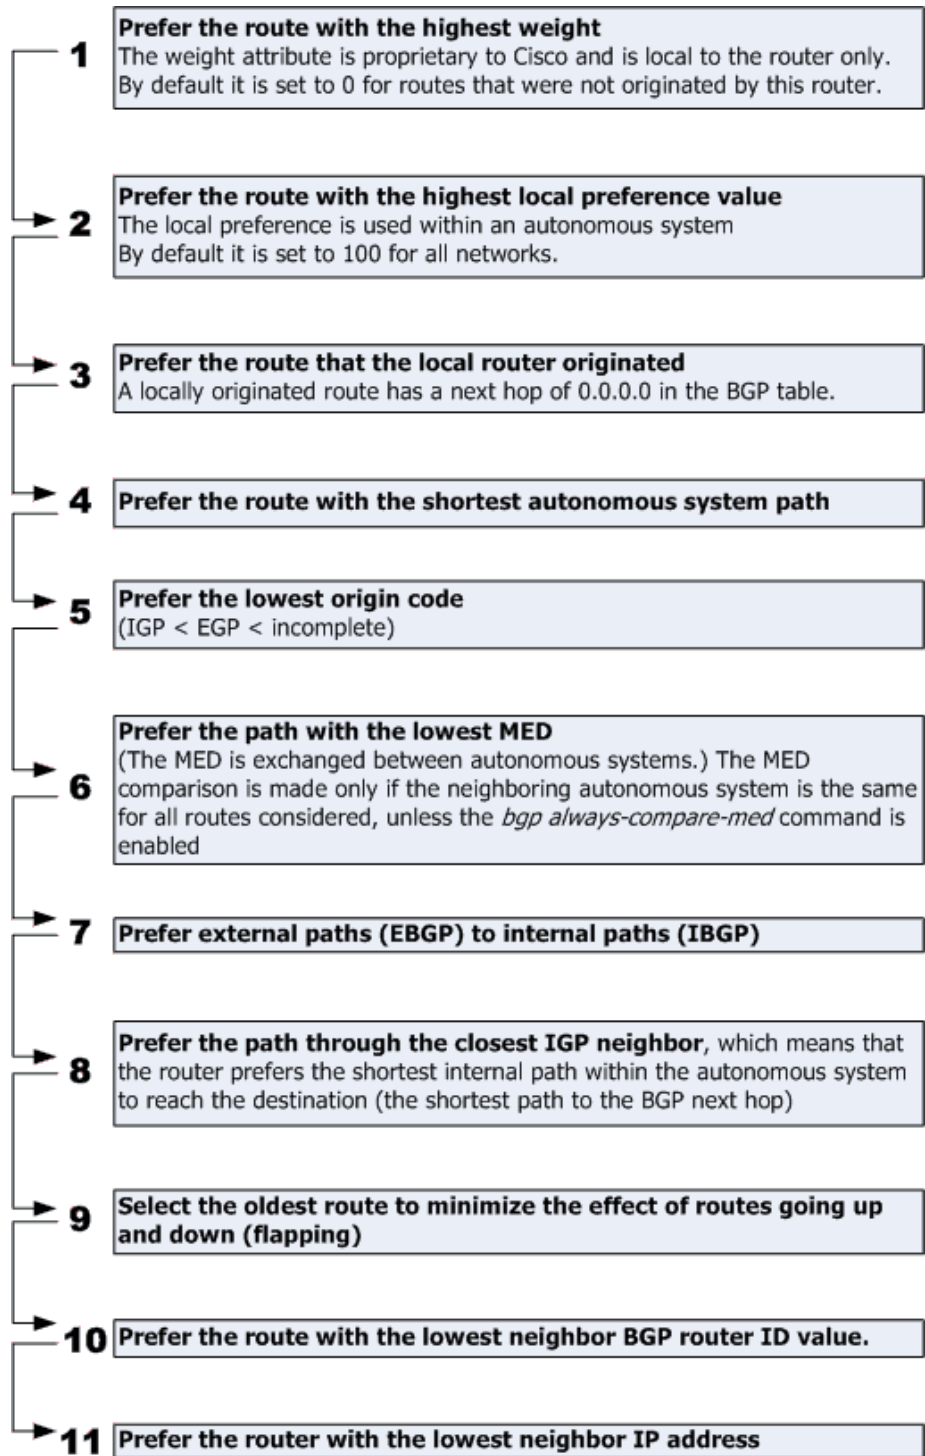 1
Prefer the route with the highest weight
The weight attribute is proprietary to Cisco and is local to the router only.
By default it is set to 0 for routes that were not originated by this router.
2
Prefer the route with the highest local preference value
The local preference is used within an autonomous system
By default it is set to 100 for all networks.
3
Prefer the route that the local router originated
A locally originated route has a next hop of 0.0.0.0 in the BGP table.
4
Prefer the route with the shortest autonomous system path
5
Prefer the lowest origin code
(IGP < EGP < incomplete)
6
Prefer the path with the lowest MED
(The MED is exchanged between autonomous systems.) The MED
comparison is made only if the neighboring autonomous system is the same
for all routes considered, unless the bgp always-compare-med command is
enabled
7
Prefer external paths (EBGP) to internal paths (IBGP)
8
Prefer the path through the closest IGP neighbor, which means that
the router prefers the shortest internal path within the autonomous system
to reach the destination (the shortest path to the BGP next hop)
9
Select the oldest route to minimize the effect of routes going up
and down (flapping)
10
Prefer the route with the lowest neighbor BGP router ID value.
11
Prefer the router with the lowest neighbor IP address